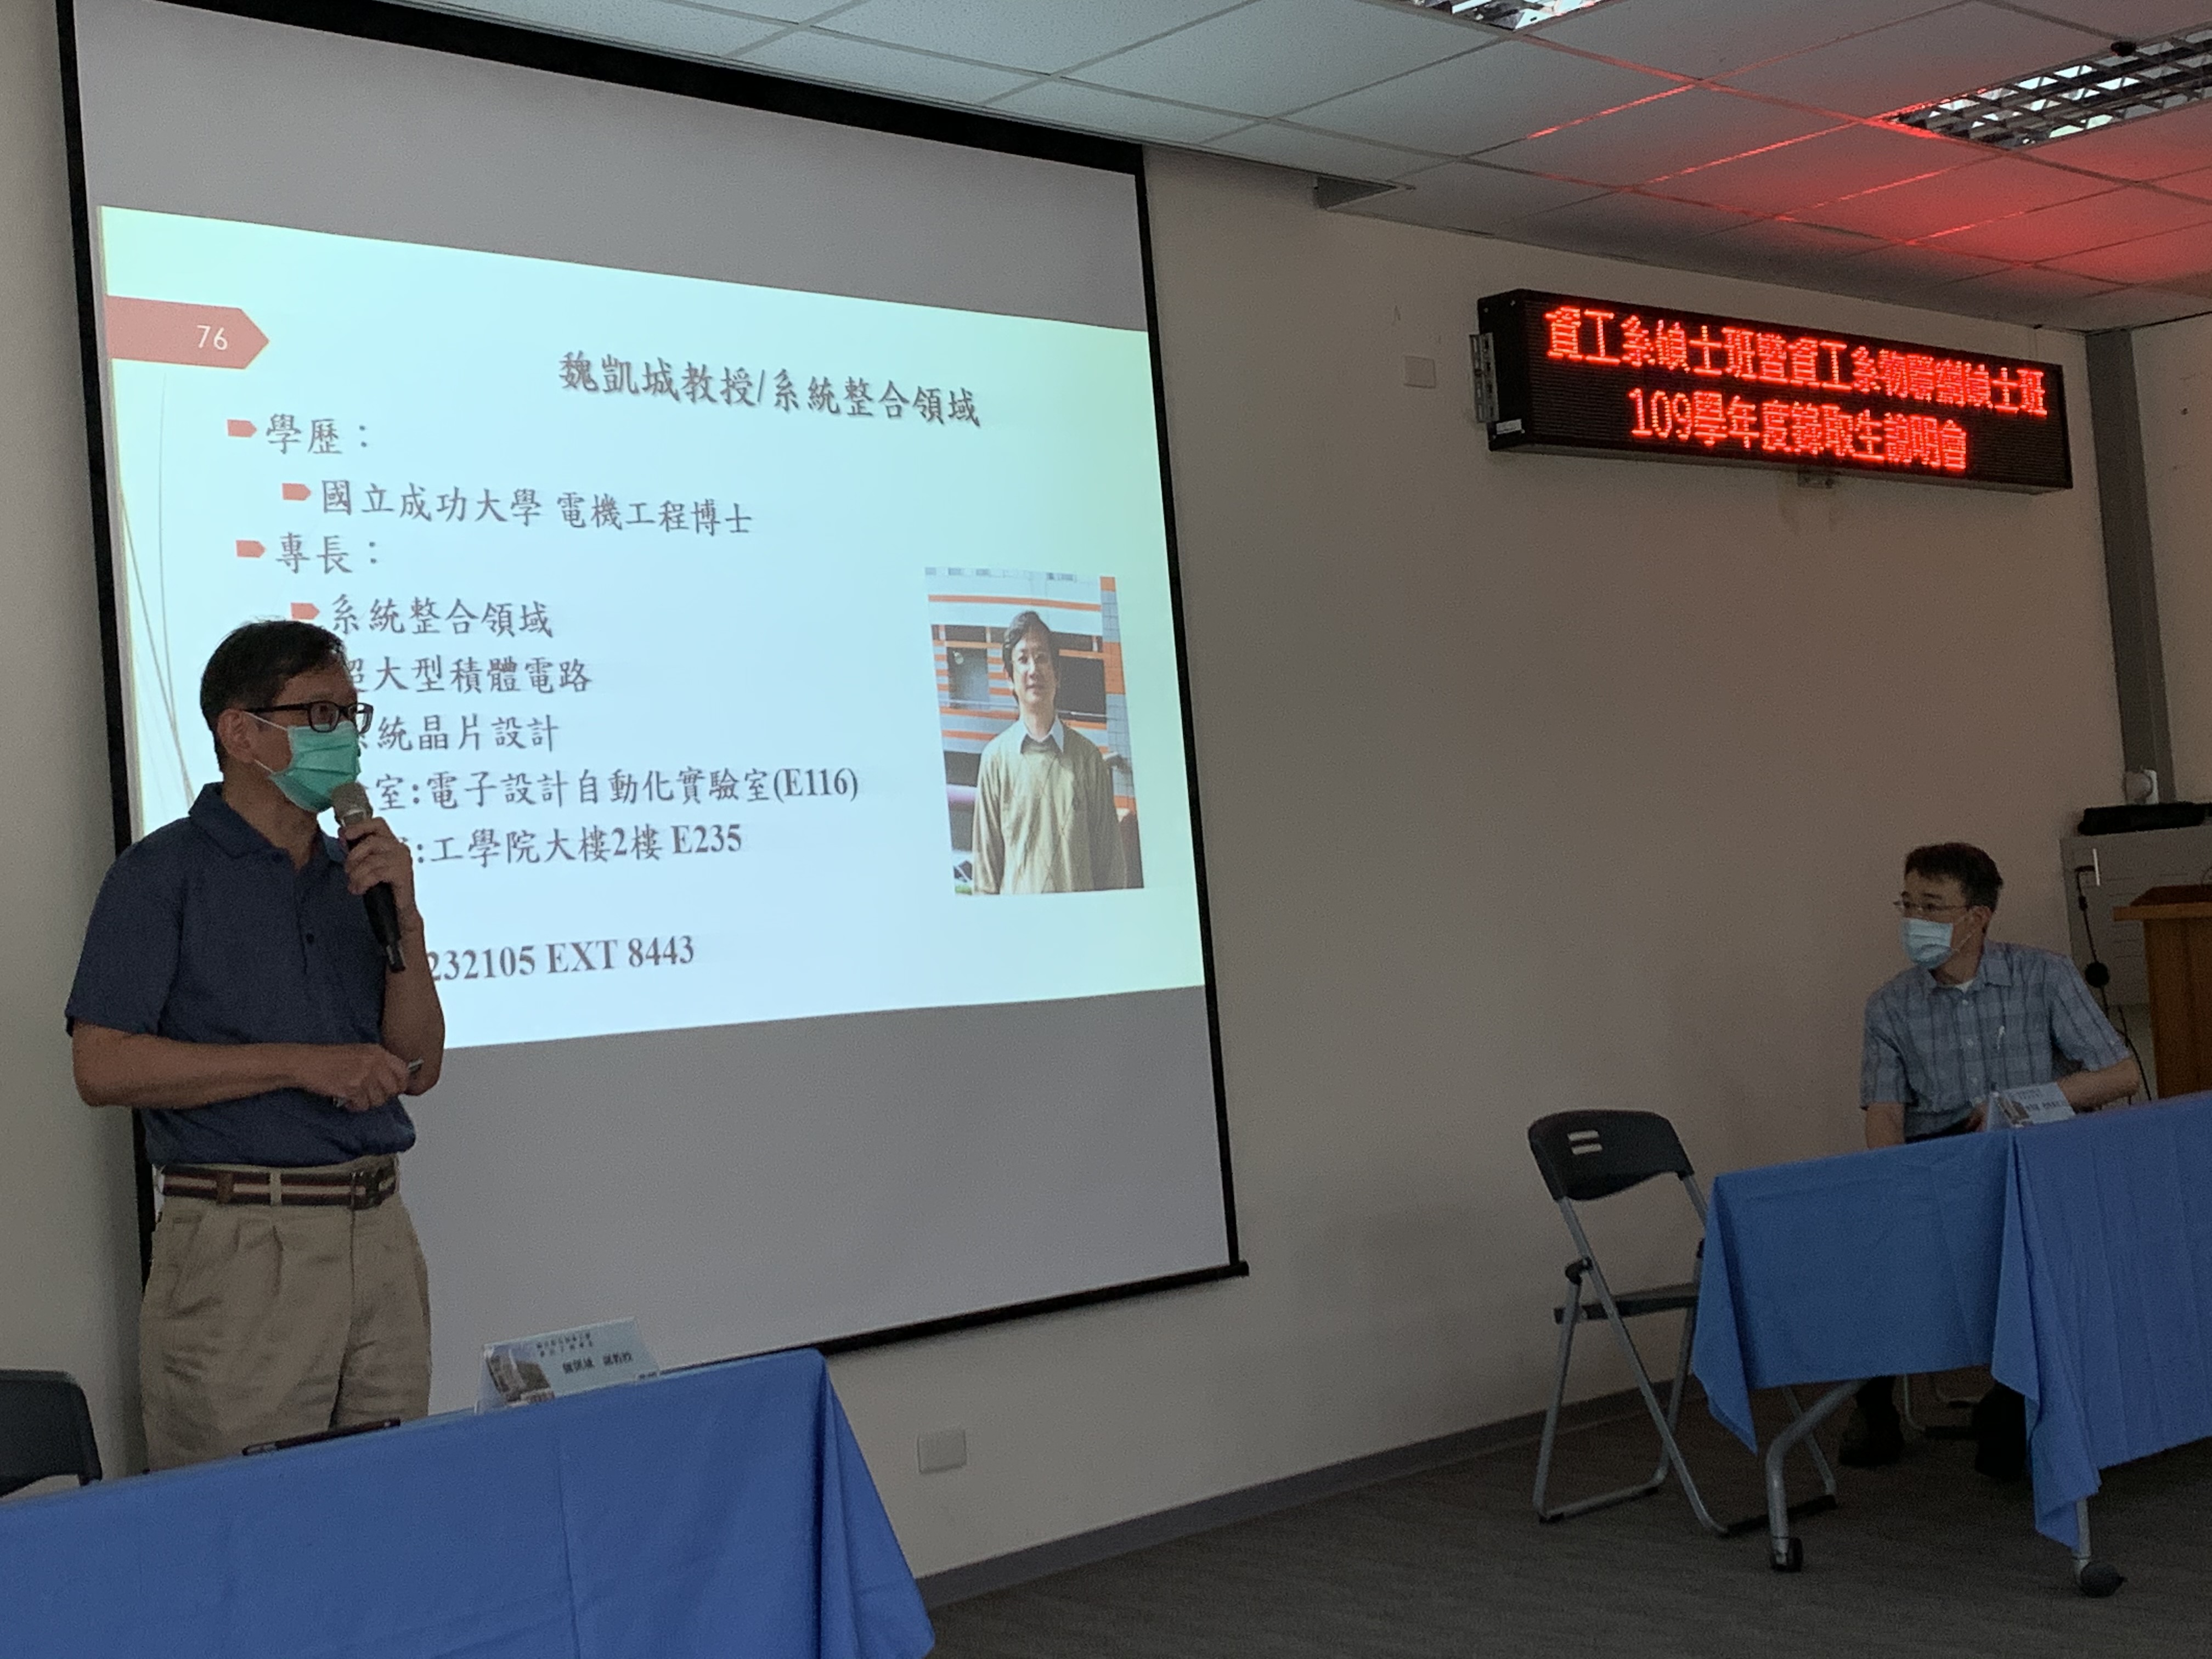 76
魏凱城教授/系統整合領域
學歷：
國立成功大學 電機工程博士
專長：
系統整合領域
超大型積體電路
統晶片設計
室:電子設計自動化實驗室(E116)
:工學院大樓2樓 E235
232105 EXT 8443
資工系碩士班暨資工系物聯網碩士班
109學年度錄取生說明會
副教授